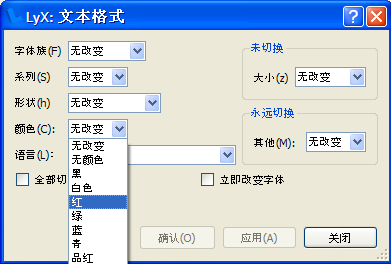 LyX: 文本格式
字体族(F) 无改变
未切换
系列(S) 无改变
大小(z) 无改变
形状(h) 无改变
永远切换
颜色(C): 无改变
其他(M): 无改变
语言(L):
无改变
无颜色
黑
白色
红
绿
蓝
青
品红
全部切
立即改变字体
确认(O)
应用(A)
关闭